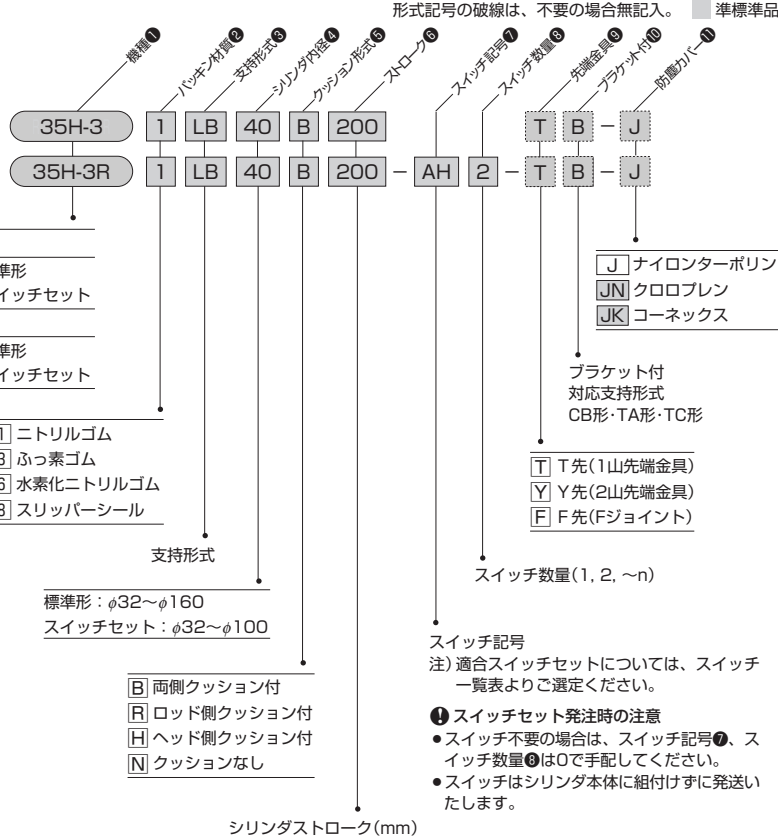 形式記号の破線は、不要の場合無記入。 準標準品
機種❶
パッキン材質❷
支持形式❸
シリンダ内径❹
クッション形式❺
ストローク❻
スイッチ記号❼
スイッチ数量❽
先端金具❾
ブラケット付❿
防塵カバー⓫
35H-3 1 LB 40 B 200 T B – J
35H-3R 1 LB 40 B 200 – AH 2 – T B – J
準形
イッチセット
準形
イッチセット
J ナイロンターポリン
JN クロロプレン
JK コーネックス
ブラケット付
対応支持形式
CB形・TA形・TC形
1 ニトリルゴム
3 ふっ素ゴム
6 水素化ニトリルゴム
8 スリッパーシール
T T先(1山先端金具)
Y Y先(2山先端金具)
F F先(Fジョイント)
支持形式
スイッチ数量(1, 2, ～n)
標準形：φ32～φ160
スイッチセット：φ32～φ100
スイッチ記号
注)適合スイッチセットについては、スイッチ
一覧表よりご選定ください。
B 両側クッション付
R ロッド側クッション付
H ヘッド側クッション付
N クッションなし
! スイッチセット発注時の注意
●スイッチ不要の場合は、スイッチ記号❼、ス
イッチ数量❽は0で手配してください。
●スイッチはシリンダ本体に組付けずに発送い
たします。
シリンダストローク(mm)